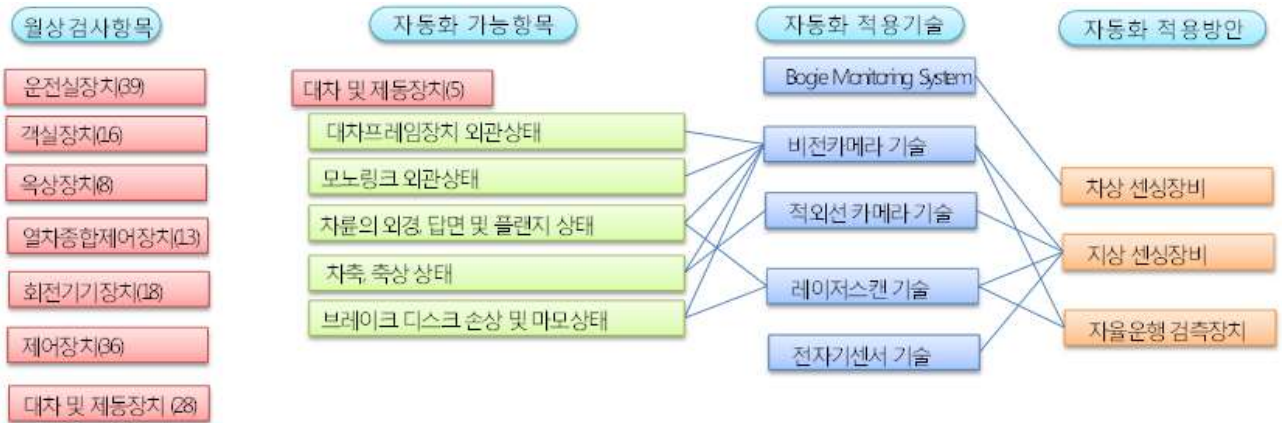 월상검사항목
자동화 가능항목
자동화 적용기술
자동화 적용방안
운전실장치(39)
객실장치(16)
옥상장치(8)
열차종합제어장치(13)
회전기기장치(18)
제어장치(36)
대차 및 제동장치 (28)
대차 및 제동장치(5)
대차프레임장치 외관상태
모노링크 외관상태
차륜의 외경, 답면 및 플랜지 상태
차축, 축상 상태
브레이크 디스크 손상 및 마모상태
Bogie Monitoring System
비전카메라 기술
적외선 카메라 기술
레이저스캔 기술
전자기센서 기술
차상 센싱장비
지상 센싱장비
자율운행 검측장치